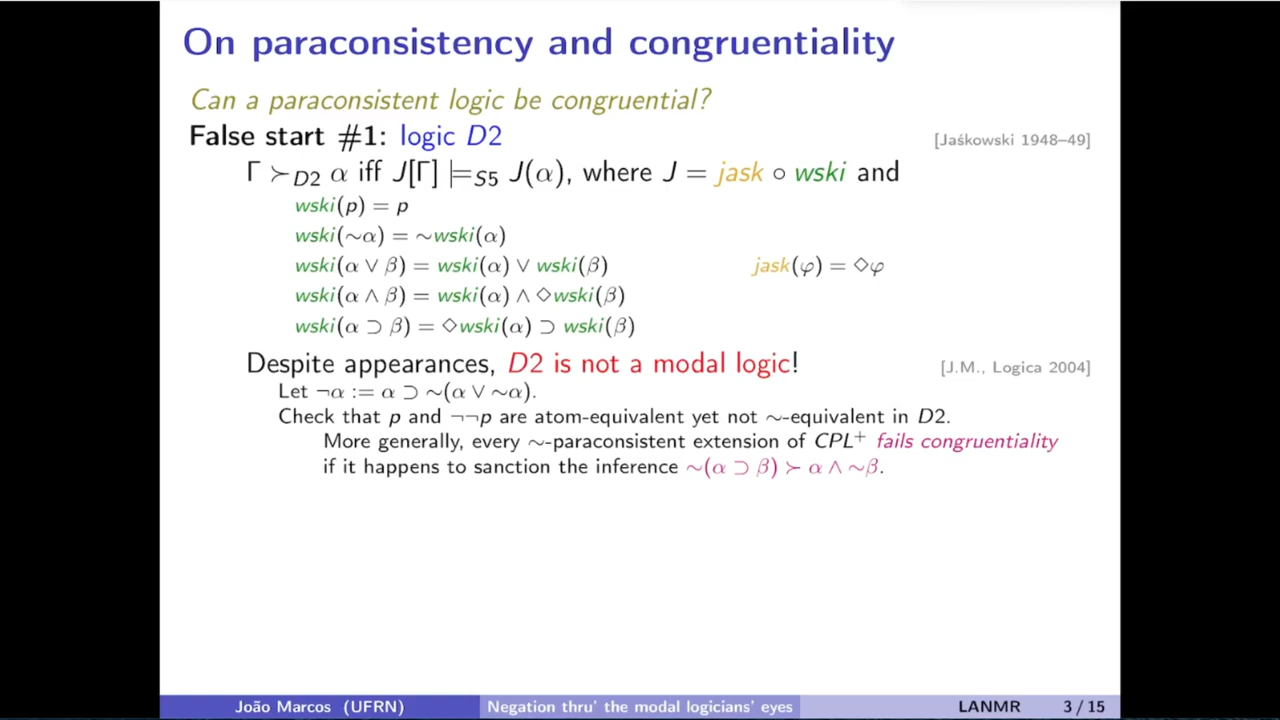 On paraconsistency and congruentiality
Can a paraconsistent logic be congruential?
False start #1: logic D2 [Jaśkowski 1948–49]
Γ ≻D2 α iff J[Γ] ⊨S5 J(α), where J = jask ∘ wski and
wski(p) = p
wski(∼α) = ∼wski(α)
wski(α ∨ β) = wski(α) ∨ wski(β) jask(φ) = ◇φ
wski(α ∧ β) = wski(α) ∧ ◇wski(β)
wski(α ⊃ β) = ◇wski(α) ⊃ wski(β)
Despite appearances, D2 is not a modal logic! [J.M., Logica 2004]
Let ¬α := α ⊃ ∼(α ∨ ∼α).
Check that p and ¬¬p are atom-equivalent yet not ∼-equivalent in D2.
More generally, every ∼-paraconsistent extension of CPL⁺ fails congruentiality
if it happens to sanction the inference ∼(α ⊃ β) ≻ α ∧ ∼β.
João Marcos (UFRN) Negation thru' the modal logicians' eyes LANMR 3 / 15